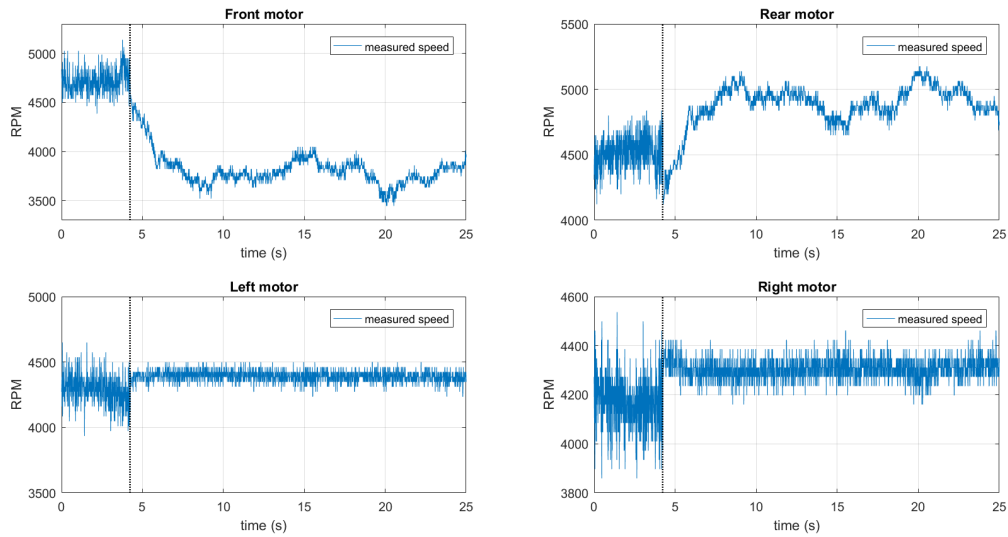 Front motor
measured speed
5000
4500
4000
3500
RPM
0 5 10 15 20 25
time (s)
Rear motor
measured speed
5500
5000
4500
4000
RPM
0 5 10 15 20 25
time (s)
Left motor
measured speed
5000
4500
4000
3500
RPM
0 5 10 15 20 25
time (s)
Right motor
measured speed
4600
4400
4200
4000
3800
RPM
0 5 10 15 20 25
time (s)